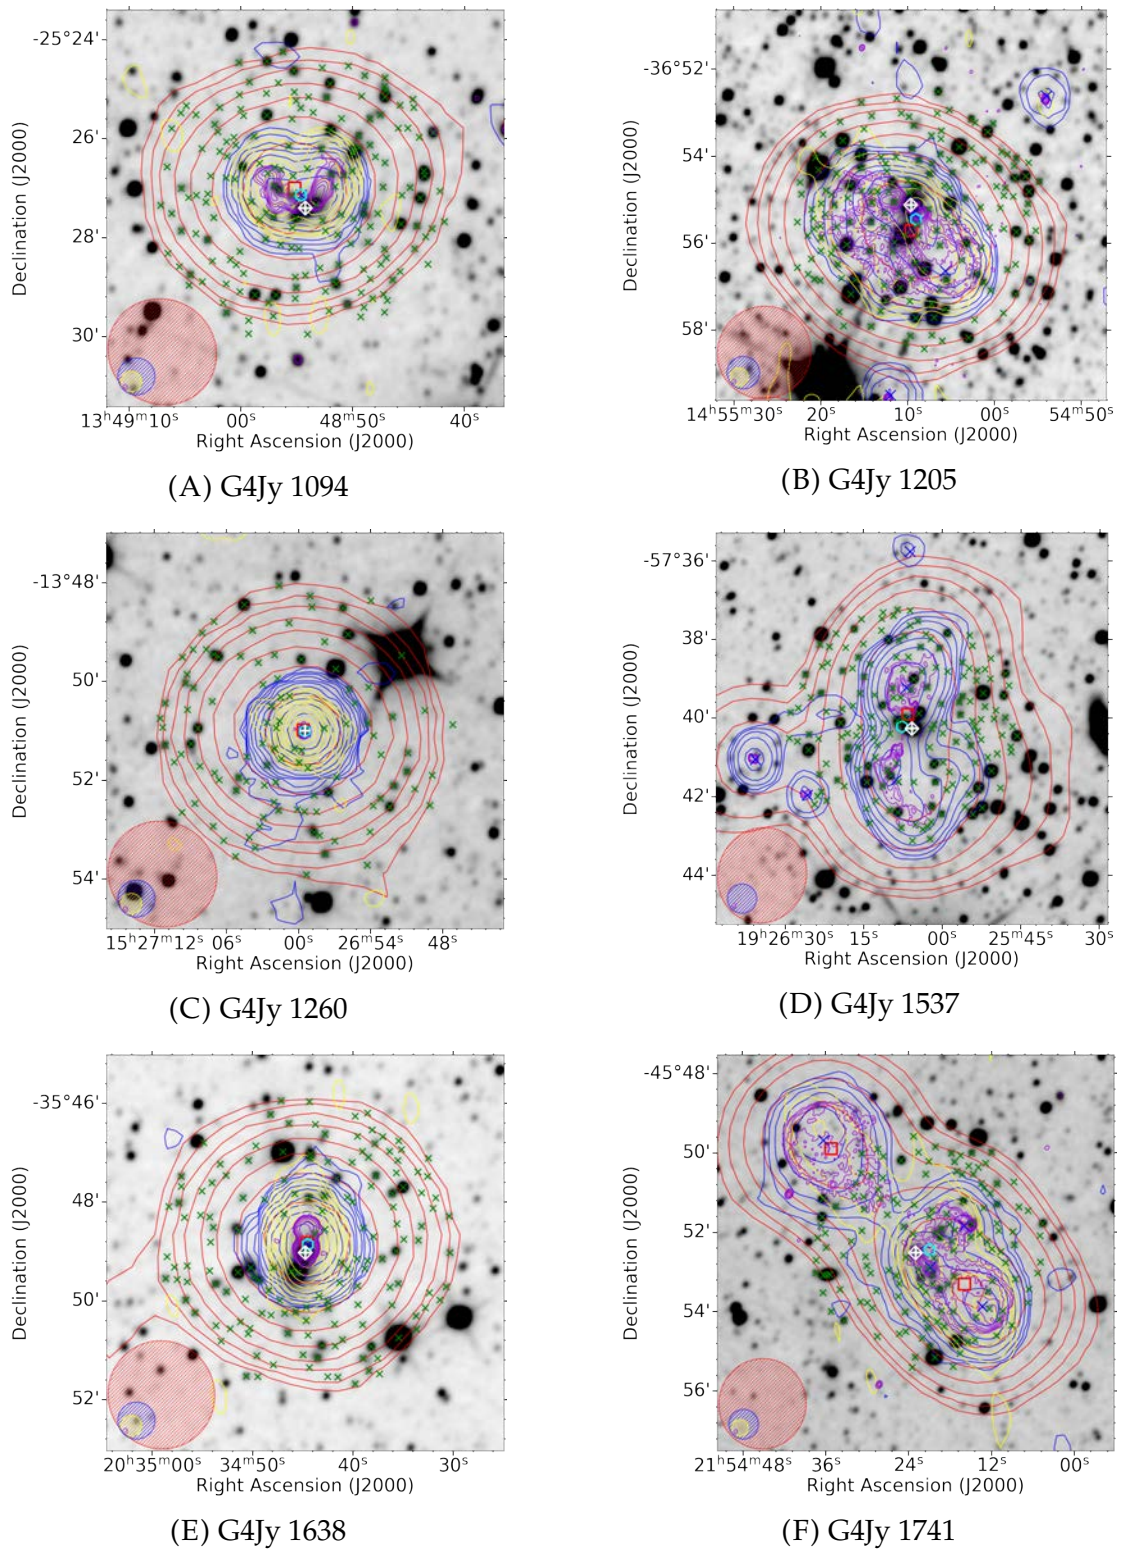 -25°24'
26'
28'
30'
Declination (J2000)
13ʰ49ᵐ10ˢ 00ˢ 48ᵐ50ˢ 40ˢ
Right Ascension (J2000)
(A) G4Jy 1094
-36°52'
54'
56'
58'
Declination (J2000)
14ʰ55ᵐ30ˢ 20ˢ 10ˢ 00ˢ 54ᵐ50ˢ
Right Ascension (J2000)
(B) G4Jy 1205
-13°48'
50'
52'
54'
Declination (J2000)
15ʰ27ᵐ12ˢ 06ˢ 00ˢ 26ᵐ54ˢ 48ˢ
Right Ascension (J2000)
(C) G4Jy 1260
-57°36'
38'
40'
42'
44'
Declination (J2000)
19ʰ26ᵐ30ˢ 15ˢ 00ˢ 25ᵐ45ˢ 30ˢ
Right Ascension (J2000)
(D) G4Jy 1537
-35°46'
48'
50'
52'
Declination (J2000)
20ʰ35ᵐ00ˢ 34ᵐ50ˢ 40ˢ 30ˢ
Right Ascension (J2000)
(E) G4Jy 1638
-45°48'
50'
52'
54'
56'
Declination (J2000)
21ʰ54ᵐ48ˢ 36ˢ 24ˢ 12ˢ 00ˢ
Right Ascension (J2000)
(F) G4Jy 1741